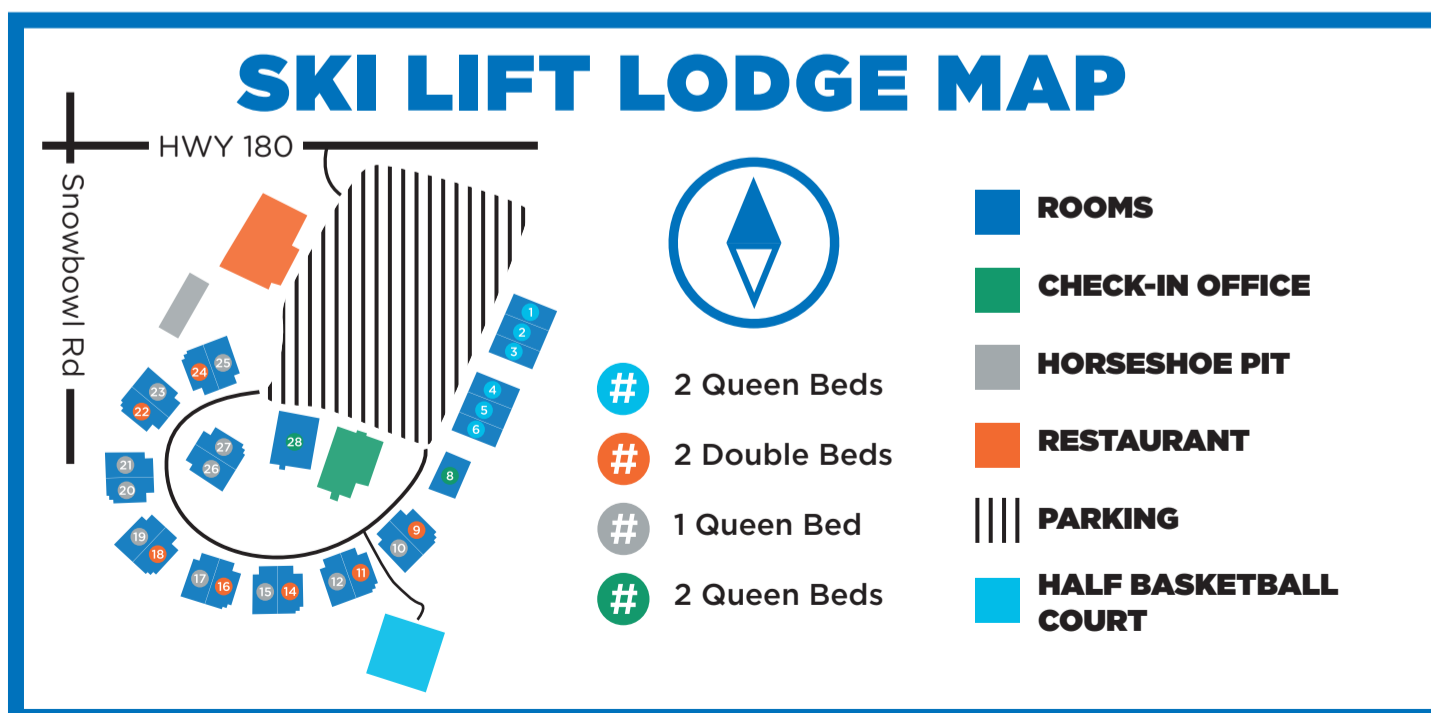 SKI LIFT LODGE MAP
HWY 180
Snowbowl Rd
1
2
3
4
5
6
8
9
10
11
12
14
15
16
17
18
19
20
21
22
23
24
25
26
27
28
# 2 Queen Beds
# 2 Double Beds
# 1 Queen Bed
# 2 Queen Beds
ROOMS
CHECK-IN OFFICE
HORSESHOE PIT
RESTAURANT
PARKING
HALF BASKETBALL
COURT